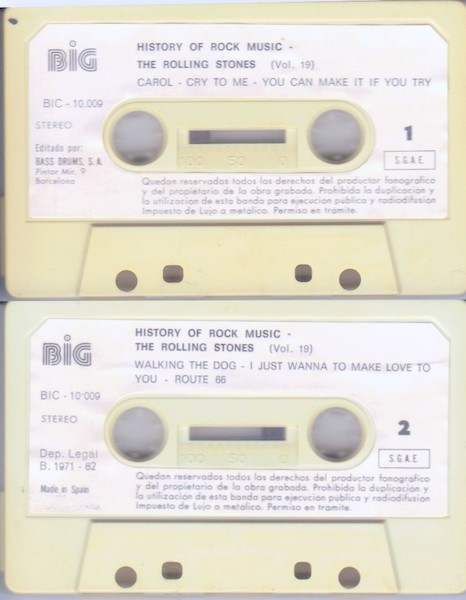 BIG
HISTORY OF ROCK MUSIC -
THE ROLLING STONES (Vol. 19)
CAROL - CRY TO ME - YOU CAN MAKE IT IF YOU TRY
BIC - 10.009
STEREO
1
Editado por:
BASS DRUMS, S.A.
Pintor Mir, 9
Barcelona
100 50 0
S.G.A.E.
Quedan reservados todos los derechos del productor fonografico
y del propietario de la obra grabada. Prohibida la duplicacion y
la utilizacion de esta banda para ejecucion publica y radiodifusion
Impuesto de Lujo a metalico. Permiso en tramite.
BIG
HISTORY OF ROCK MUSIC -
THE ROLLING STONES (Vol. 19)
WALKING THE DOG - I JUST WANNA TO MAKE LOVE TO
YOU - ROUTE 66
BIC - 10.009
STEREO
2
Dep. Legal
B. 1971 - 82
100 50 0
S.G.A.E.
Made in Spain
Quedan reservados todos los derechos del productor fonografico
y del propietario de la obra grabada. Prohibida la duplicacion y
la utilizacion de esta banda para ejecucion publica y radiodifusion
Impuesto de Lujo a metalico. Permiso en tramite.